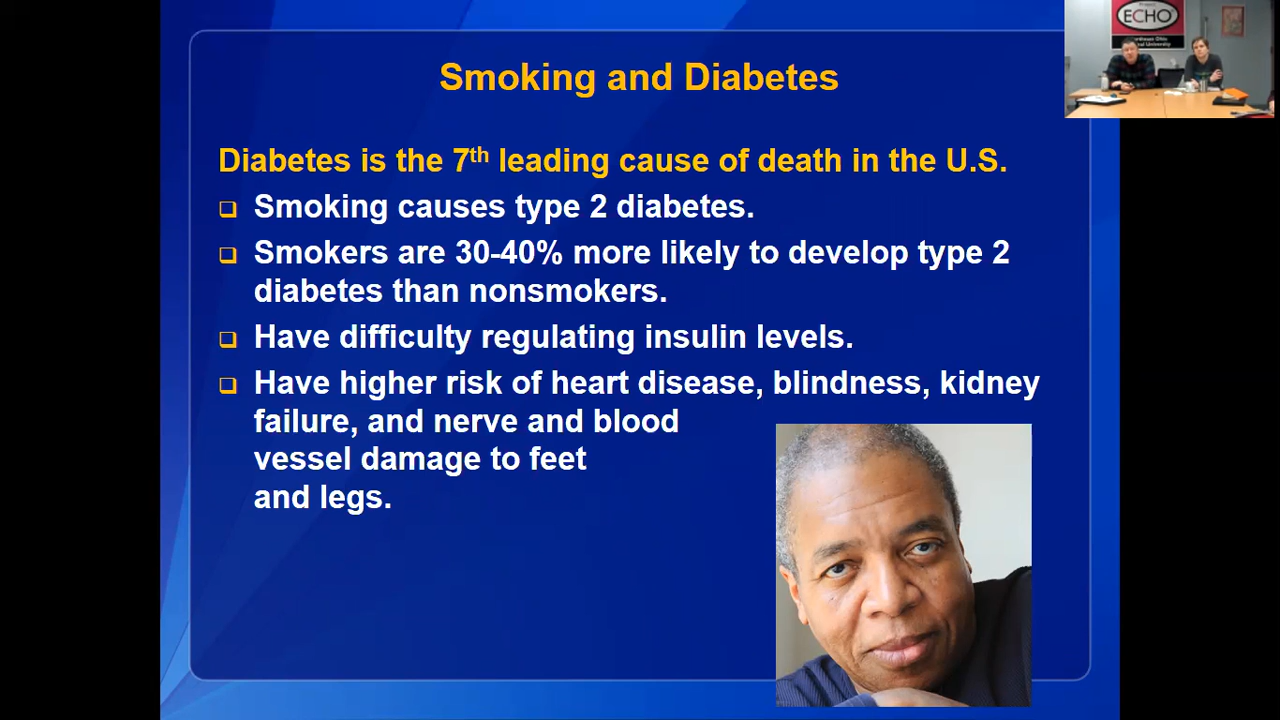 Smoking and Diabetes
Diabetes is the 7th leading cause of death in the U.S.
Smoking causes type 2 diabetes.
Smokers are 30-40% more likely to develop type 2
diabetes than nonsmokers.
Have difficulty regulating insulin levels.
Have higher risk of heart disease, blindness, kidney
failure, and nerve and blood
vessel damage to feet
and legs.
ECHO
University